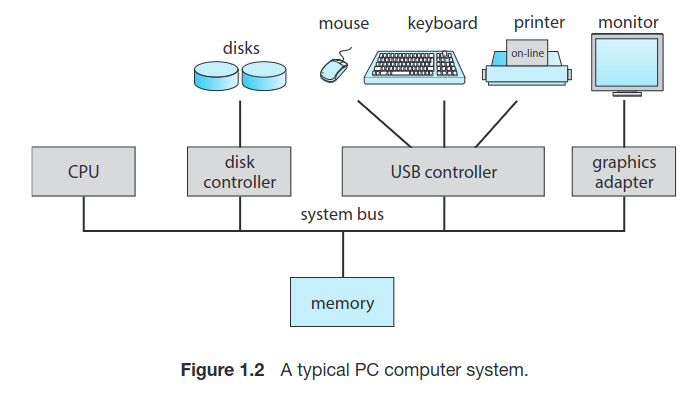 mouse keyboard printer monitor
disks
on-line
CPU
disk
controller
USB controller
graphics
adapter
system bus
memory
Figure 1.2 A typical PC computer system.